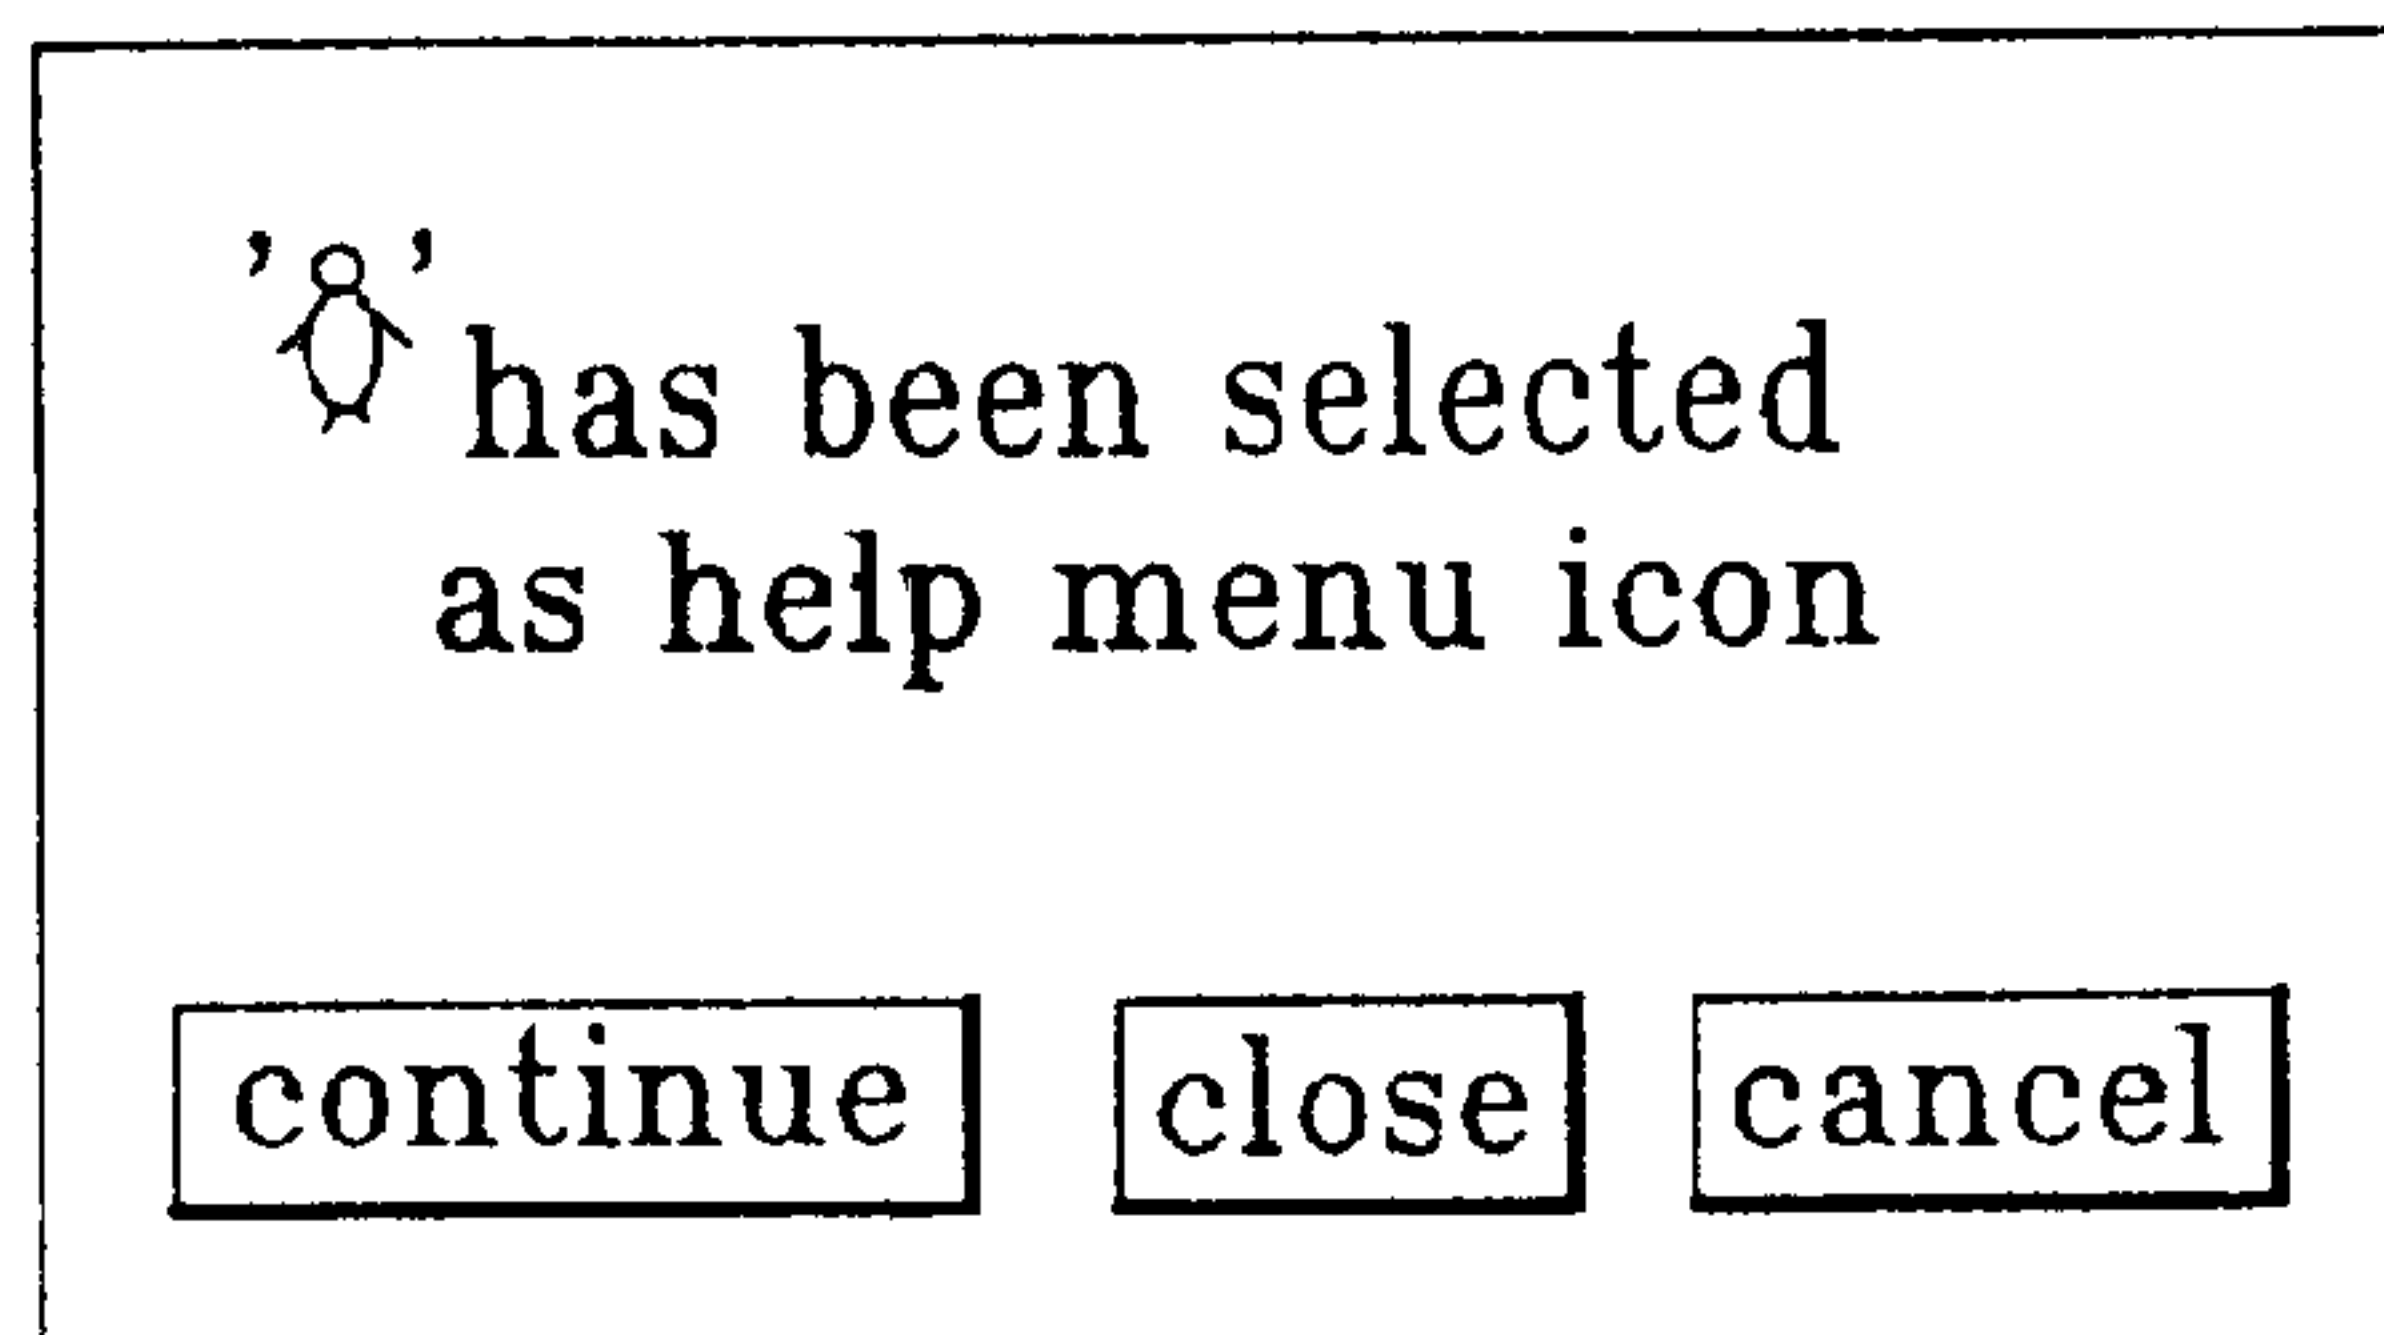 ’ ’ has been selected
as help menu icon
continue close cancel